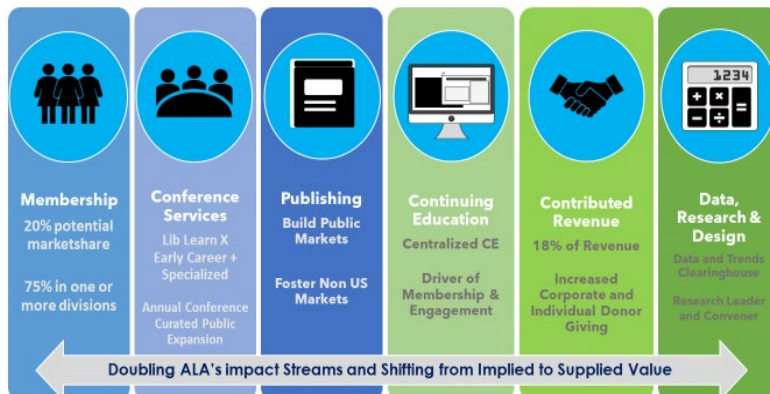 Membership
20% potential
marketshare
75% in one or
more divisions
Conference
Services
Lib Learn X
Early Career +
Specialized
Annual Conference
Curated Public
Expansion
Publishing
Build Public
Markets
Foster Non US
Markets
Continuing
Education
Centralized CE
Driver of
Membership &
Engagement
Contributed
Revenue
18% of Revenue
Increased
Corporate and
Individual Donor
Giving
1234
+ ×
− ÷ =
Data,
Research &
Design
Data and Trends
Clearinghouse
Research Leader
and Convener
Doubling ALA's impact Streams and Shifting from Implied to Supplied Value